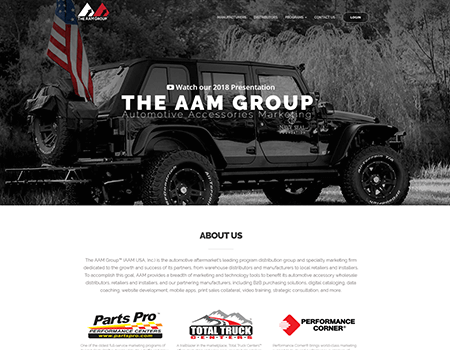 THE AAM GROUP
MANUFACTURERS DISTRIBUTORS PROGRAMS CONTACT US LOGIN
Watch our 2018 Presentation
THE AAM GROUP
Automotive Accessories Marketing
ABOUT US
The AAM Group™ (AAM USA, Inc.) is the automotive aftermarket's leading program distribution group and specialty marketing firm
dedicated to the growth and success of its partners, from warehouse distributors and manufacturers to local retailers and installers.
To accomplish this goal, AAM provides a breadth of marketing and technology tools to benefit its automotive accessory wholesale
distributors, retailers and installers, and our partnering manufacturers, including B2B purchasing solutions, digital cataloging, data
coaching, website development, mobile apps, print sales collateral, video training, strategic consultation, and more.
Parts Pro
PERFORMANCE CENTERS
www.partspro.com
TOTAL TRUCK
CENTERS
PERFORMANCE
CORNER